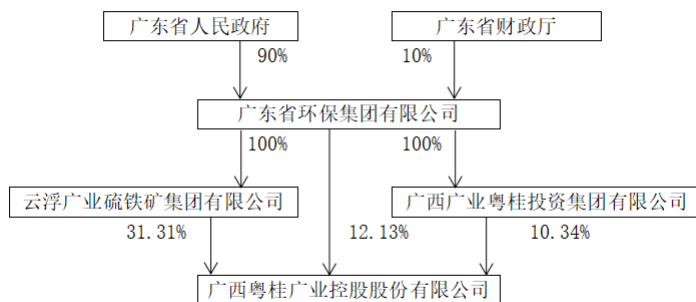 广东省人民政府
广东省财政厅
90%
10%
广东省环保集团有限公司
100%
100%
云浮广业硫铁矿集团有限公司
广西广业粤桂投资集团有限公司
31.31%
12.13%
10.34%
广西粤桂广业控股股份有限公司